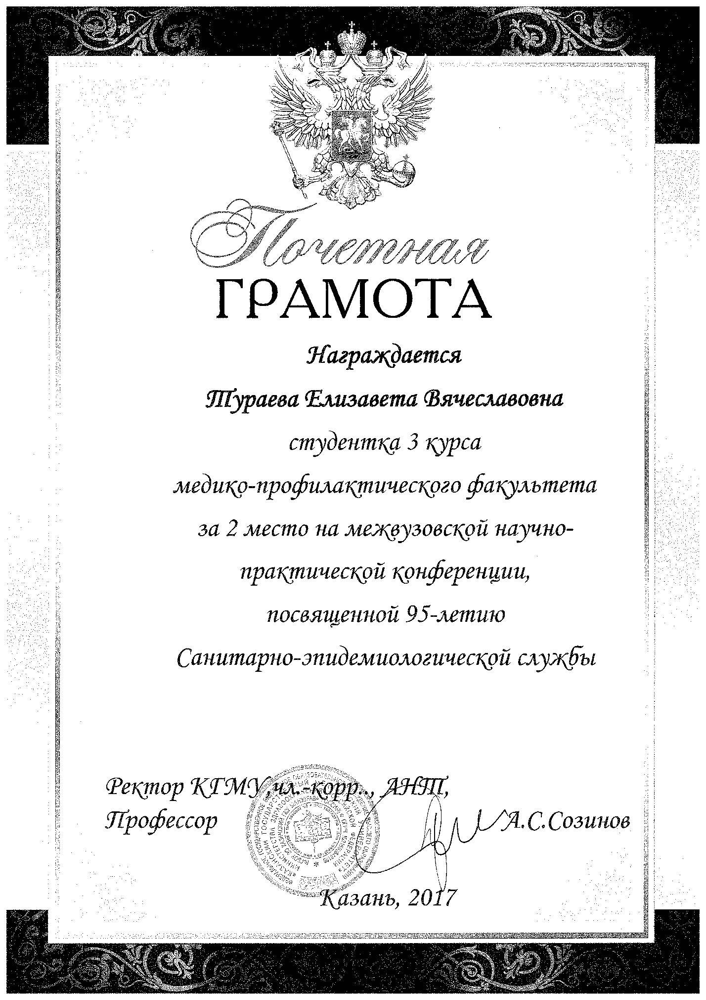 Почетная
ГРАМОТА
Награждается
Тураева Елизавета Вячеславовна
студентка 3 курса
медико-профилактического факультета
за 2 место на межвузовской научно-
практической конференции,
посвященной 95-летию
Санитарно-эпидемиологической службы
Ректор КГМУ,чл.-корр.., АНТ,
Профессор
А.С.Созинов
Казань, 2017